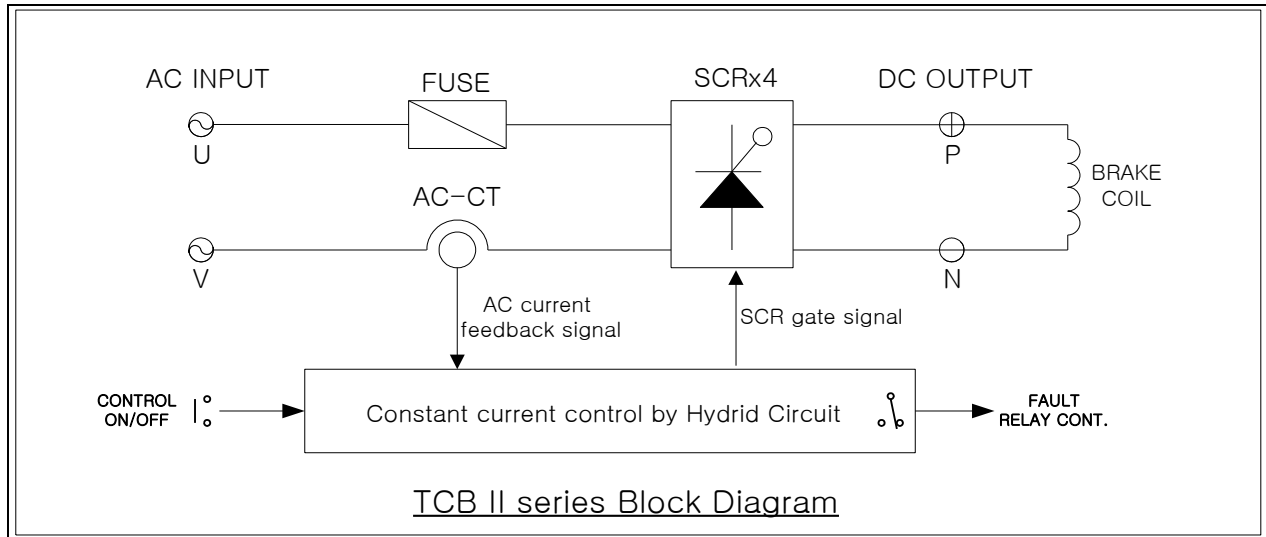 AC INPUT
FUSE
SCRx4
DC OUTPUT
U
P
BRAKE
COIL
AC-CT
V
N
AC current
feedback signal
SCR gate signal
CONTROL
ON/OFF
Constant current control by Hydrid Circuit
FAULT
RELAY CONT.
TCB II series Block Diagram